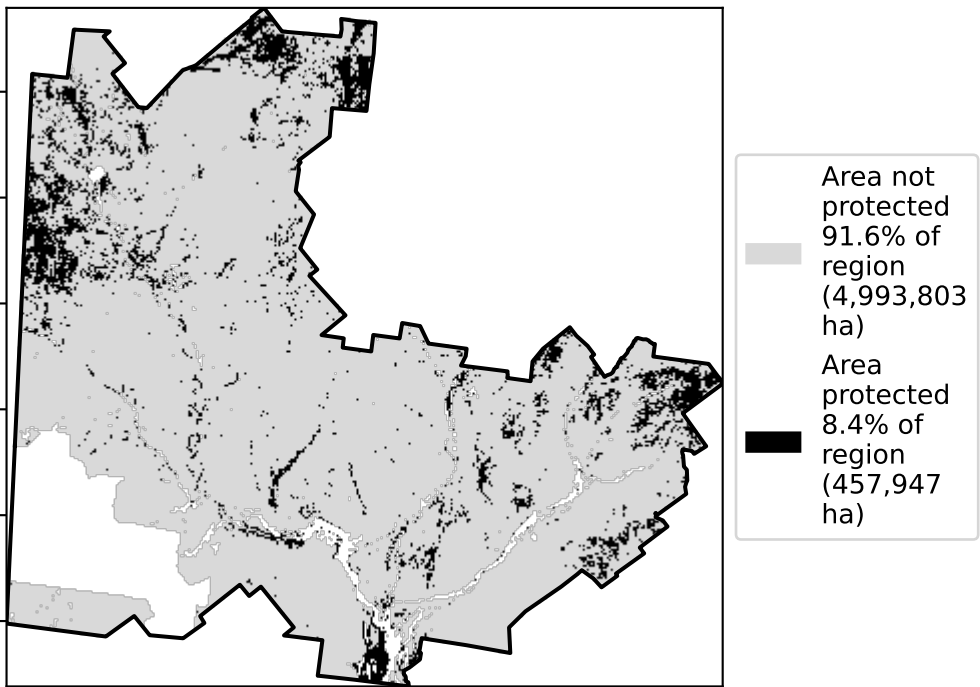 Area not
protected
91.6% of
region
(4,993,803
ha)
Area
protected
8.4% of
region
(457,947
ha)